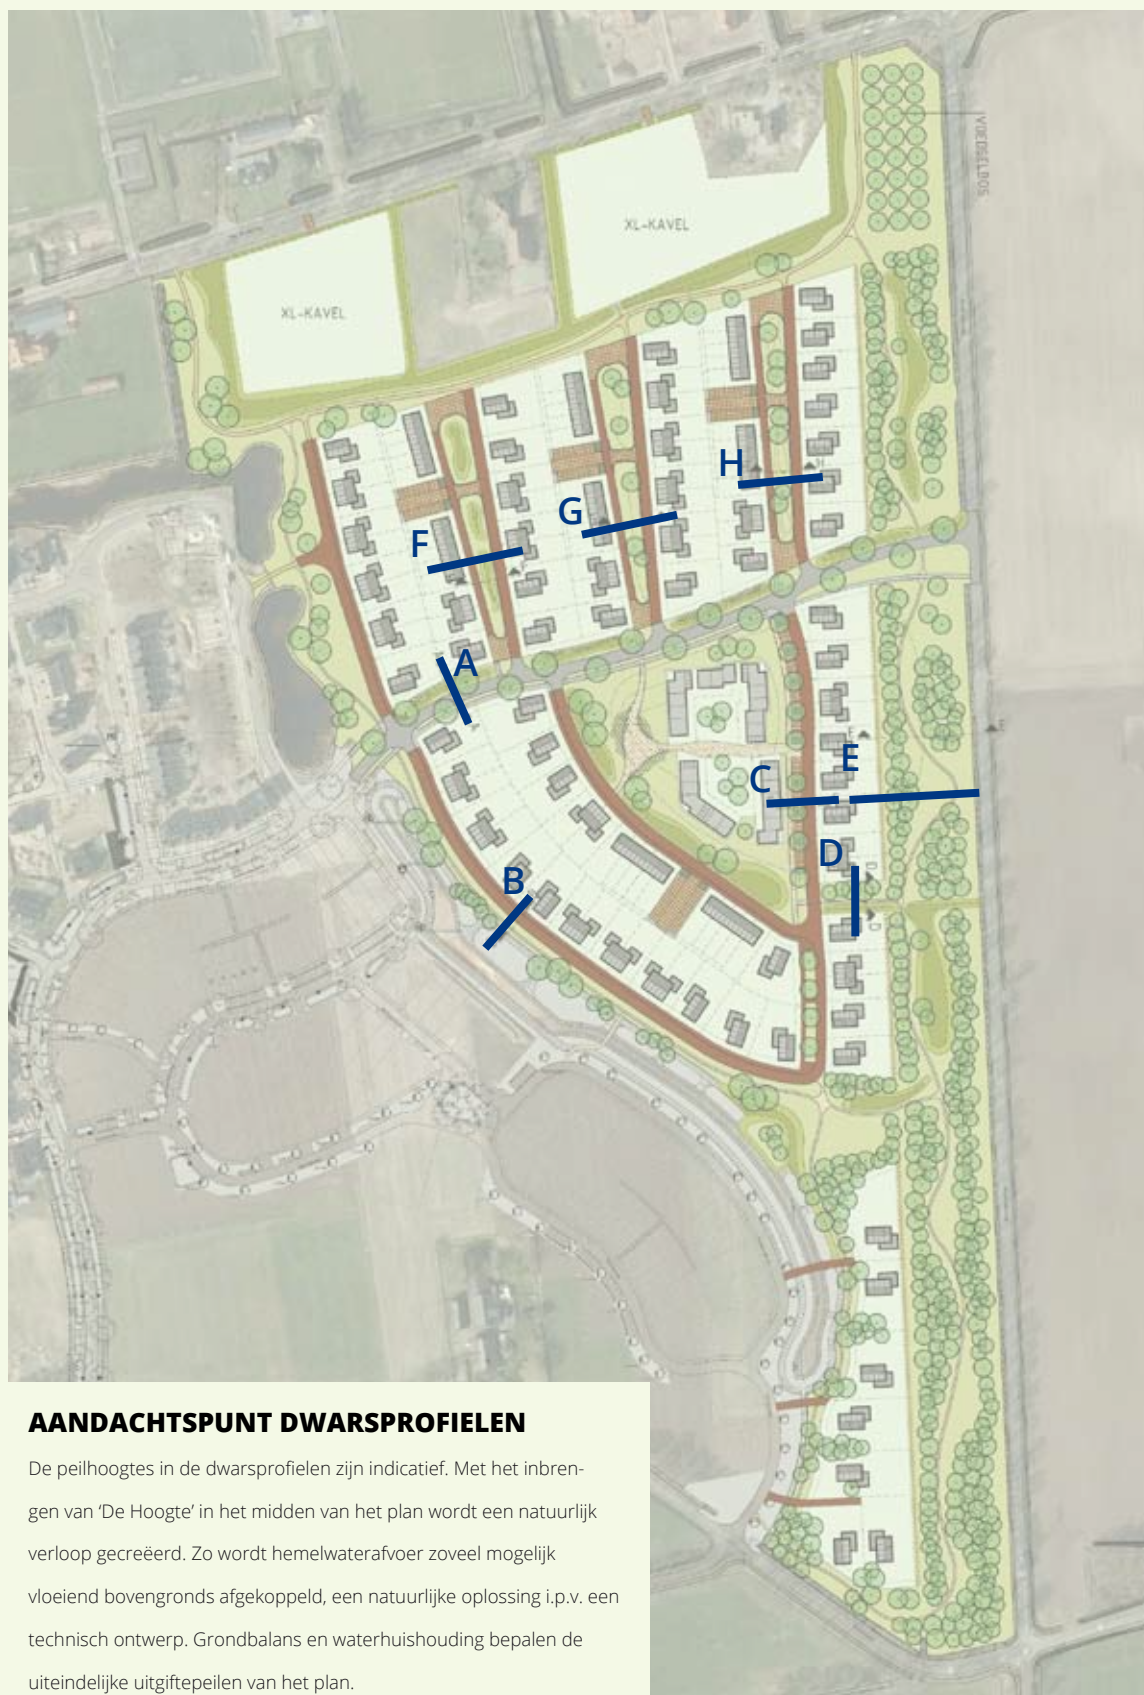 VOEDSELBOS
XL-KAVEL
XL-KAVEL
H
G
F
A
E
C
D
B
E
E
D
D
AANDACHTSPUNT DWARSPROFIELEN
De peilhoogtes in de dwarsprofielen zijn indicatief. Met het inbren-
gen van ‘De Hoogte’ in het midden van het plan wordt een natuurlijk
verloop gecreëerd. Zo wordt hemelwaterafvoer zoveel mogelijk
vloeiend bovengronds afgekoppeld, een natuurlijke oplossing i.p.v. een
technisch ontwerp. Grondbalans en waterhuishouding bepalen de
uiteindelijke uitgiftepeilen van het plan.